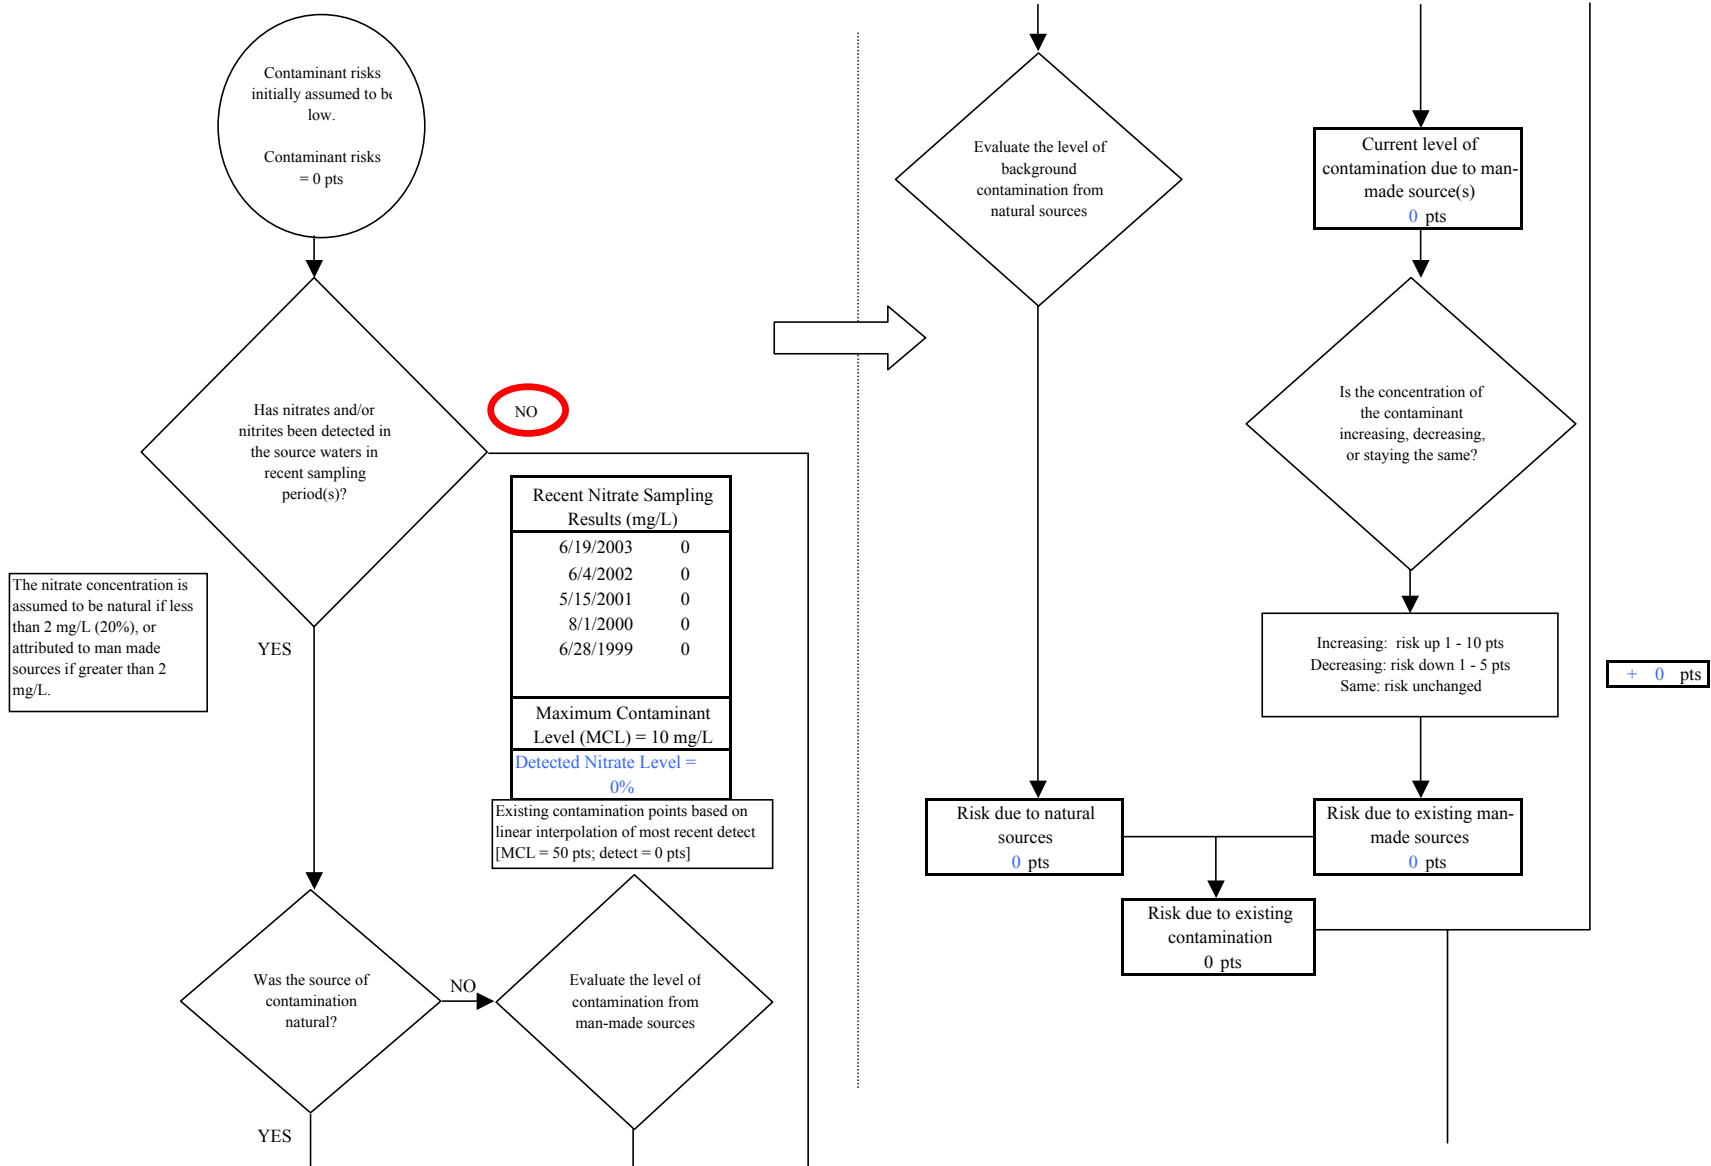 Contaminant risks
initially assumed to be
low.
Contaminant risks
= 0 pts
Has nitrates and/or
nitrites been detected in
the source waters in
recent sampling
period(s)?
NO
Recent Nitrate Sampling
Results (mg/L)
6/19/2003 0
6/4/2002 0
5/15/2001 0
8/1/2000 0
6/28/1999 0
Maximum Contaminant
Level (MCL) = 10 mg/L
Detected Nitrate Level =
0%
Existing contamination points based on
linear interpolation of most recent detect
[MCL = 50 pts; detect = 0 pts]
The nitrate concentration is
assumed to be natural if less
than 2 mg/L (20%), or
attributed to man made
sources if greater than 2
mg/L.
YES
Was the source of
contamination
natural?
NO
Evaluate the level of
contamination from
man-made sources
YES
Evaluate the level of
background
contamination from
natural sources
Current level of
contamination due to man-
made source(s)
0 pts
Is the concentration of
the contaminant
increasing, decreasing,
or staying the same?
Increasing: risk up 1 - 10 pts
Decreasing: risk down 1 - 5 pts
Same: risk unchanged
+ 0 pts
Risk due to natural
sources
0 pts
Risk due to existing man-
made sources
0 pts
Risk due to existing
contamination
0 pts